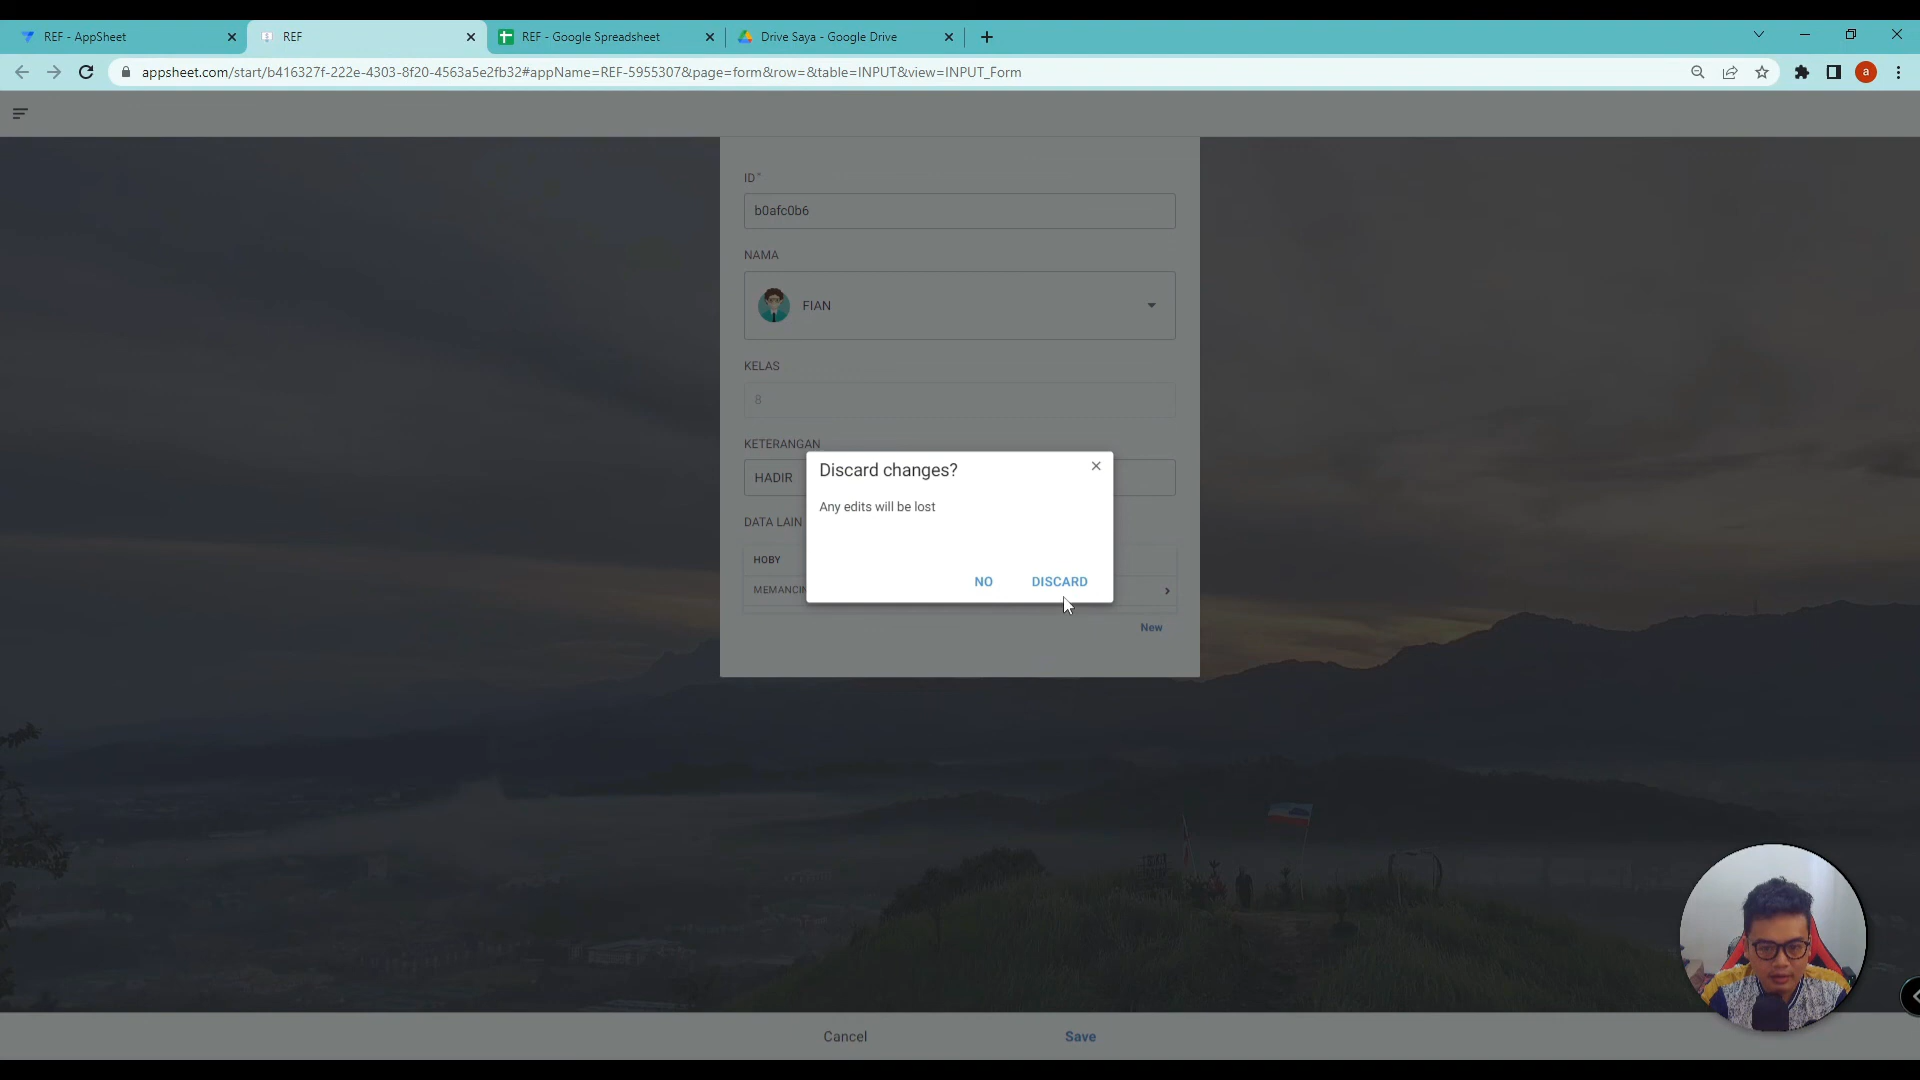 REF - AppSheet
REF
REF - Google Spreadsheet
Drive Saya - Google Drive
appsheet.com/start/b416327f-222e-4303-8f20-4563a5e2fb32#appName=REF-5955307&page=form&row=&table=INPUT&view=INPUT_Form
a
ID*
b0afc0b6
NAMA
FIAN
KELAS
8
KETERANGAN
HADIR
Discard changes?
Any edits will be lost
NO
DISCARD
DATA LAIN
HOBY
MEMANCIN
New
Cancel
Save